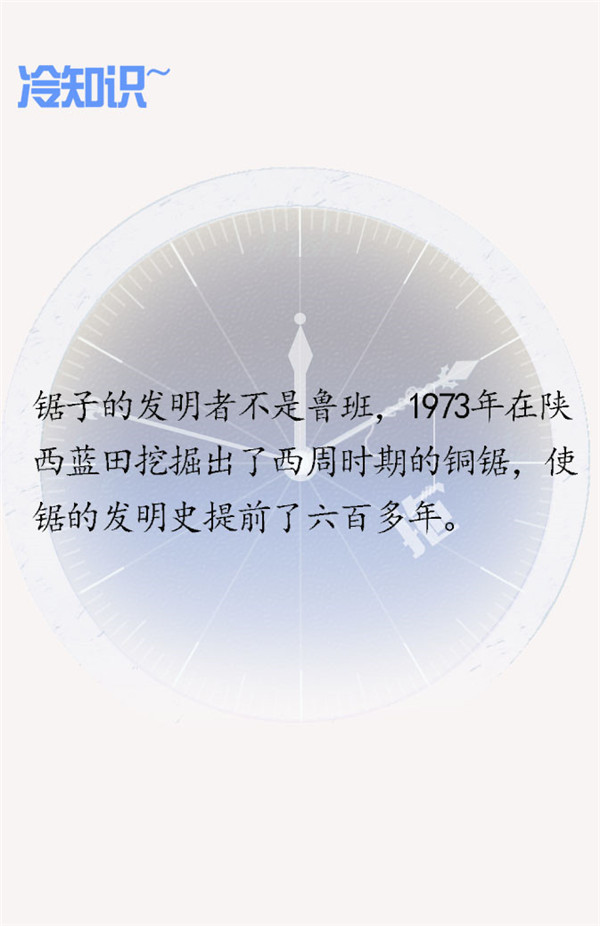 冷知识~
锯子的发明者不是鲁班，1973年在陕
西蓝田挖掘出了西周时期的铜锯，使
锯的发明史提前了六百多年。